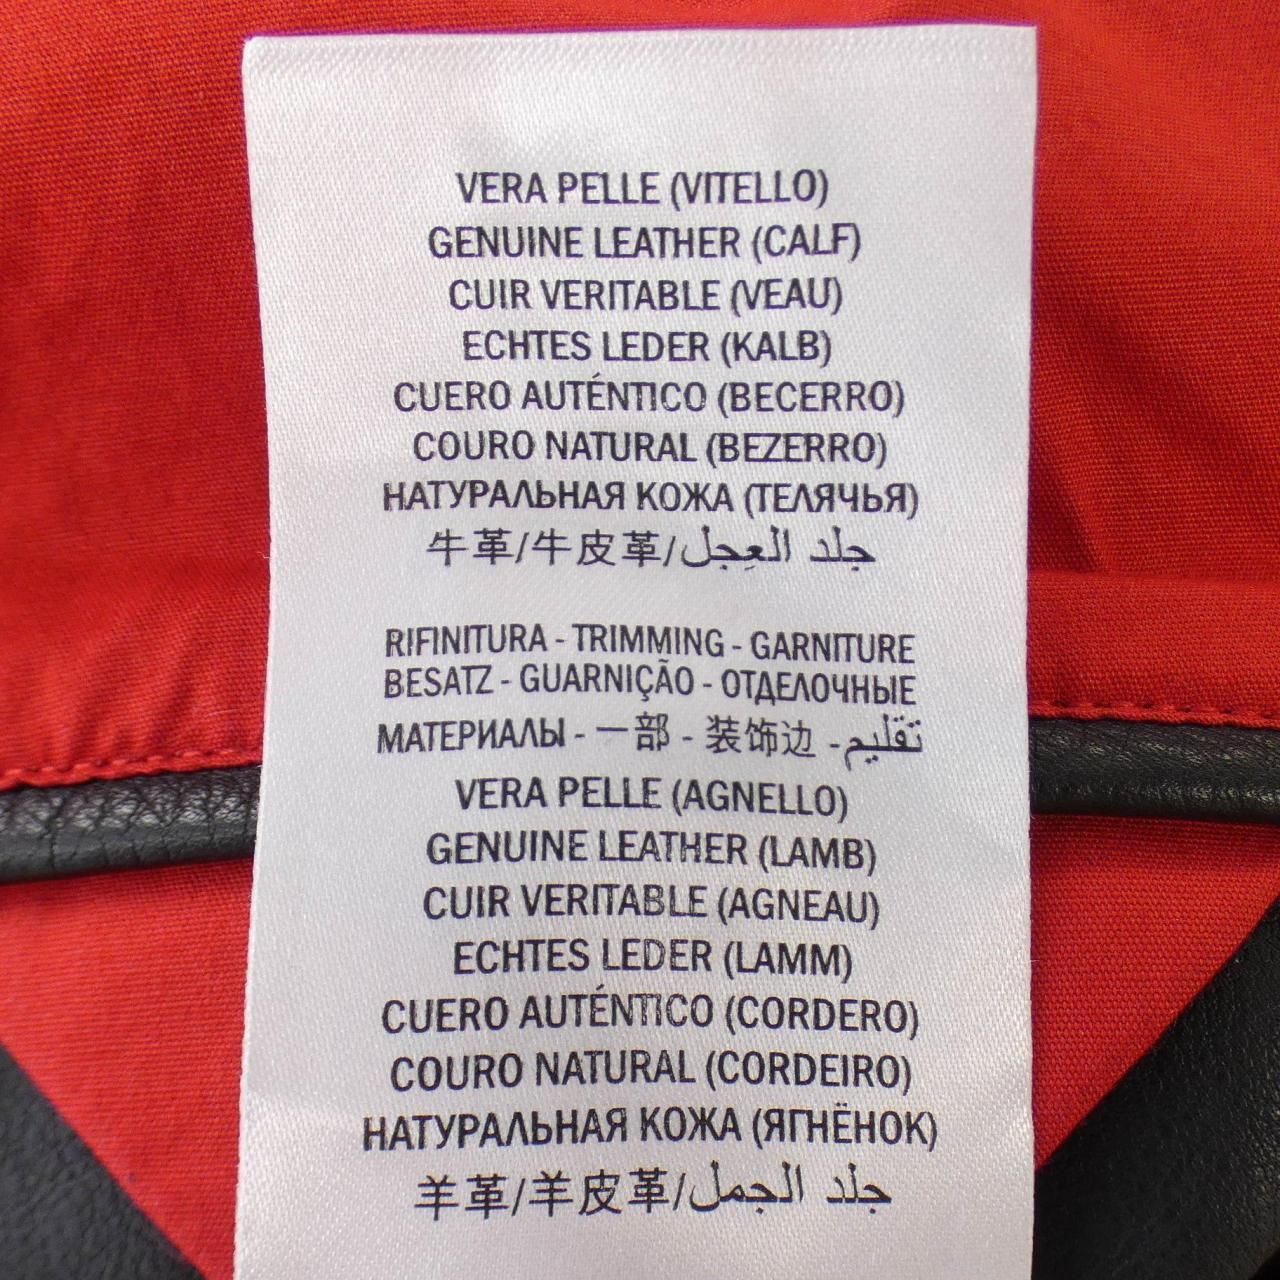 VERA PELLE (VITELLO)
GENUINE LEATHER (CALF)
CUIR VERITABLE (VEAU)
ECHTES LEDER (KALB)
CUERO AUTÉNTICO (BECERRO)
COURO NATURAL (BEZERRO)
НАТУРАЛЬНАЯ КОЖА (ТЕЛЯЧЬЯ)
牛革/牛皮革/جلد العِجل
RIFINITURA - TRIMMING - GARNITURE
BESATZ - GUARNIÇÃO - ОТДЕЛОЧНЫЕ
МАТЕРИАЛЫ - 一部 - 装饰边 - تقليم
VERA PELLE (AGNELLO)
GENUINE LEATHER (LAMB)
CUIR VERITABLE (AGNEAU)
ECHTES LEDER (LAMM)
CUERO AUTÉNTICO (CORDERO)
COURO NATURAL (CORDEIRO)
НАТУРАЛЬНАЯ КОЖА (ЯГНЁНОК)
羊革/羊皮革/جلد الجمل